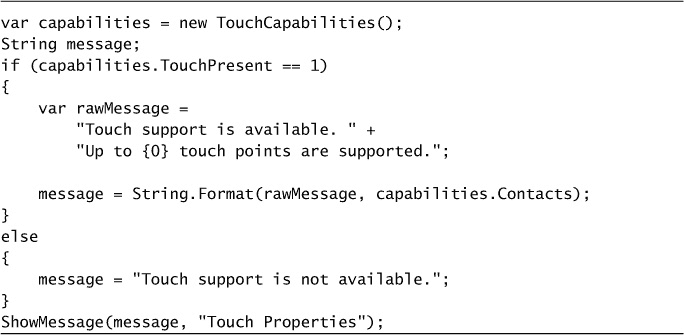 var capabilities = new TouchCapabilities();
String message;
if (capabilities.TouchPresent == 1)
{
    var rawMessage =
        "Touch support is available. " +
        "Up to {0} touch points are supported.";

    message = String.Format(rawMessage, capabilities.Contacts);
}
else
{
    message = "Touch support is not available.";
}
ShowMessage(message, "Touch Properties");